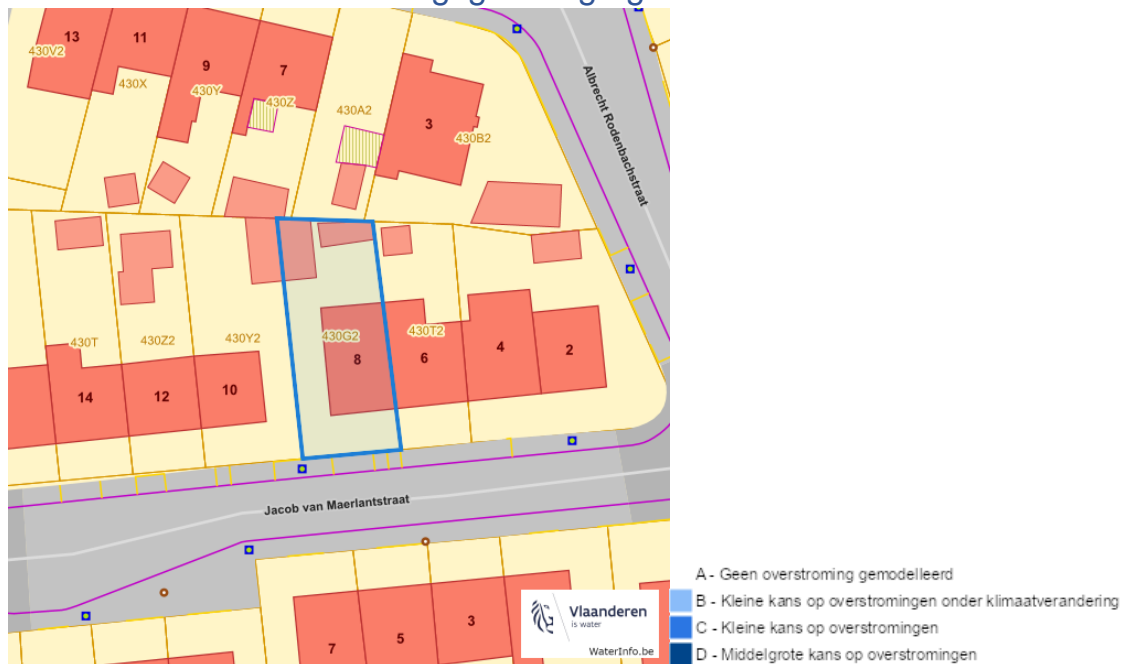 13
11
9
7
430V2
430X
430Y
430Z
430A2
3
430B2
Albrecht Rodenbachstraat
430T
430Z2
430Y2
430G2
430T2
14
12
10
8
6
4
2
Jacob van Maerlantstraat
7
5
3
Vlaanderen
is water
WaterInfo.be
A - Geen overstroming gemodelleerd
B - Kleine kans op overstromingen onder klimaatverandering
C - Kleine kans op overstromingen
D - Middelgrote kans op overstromingen